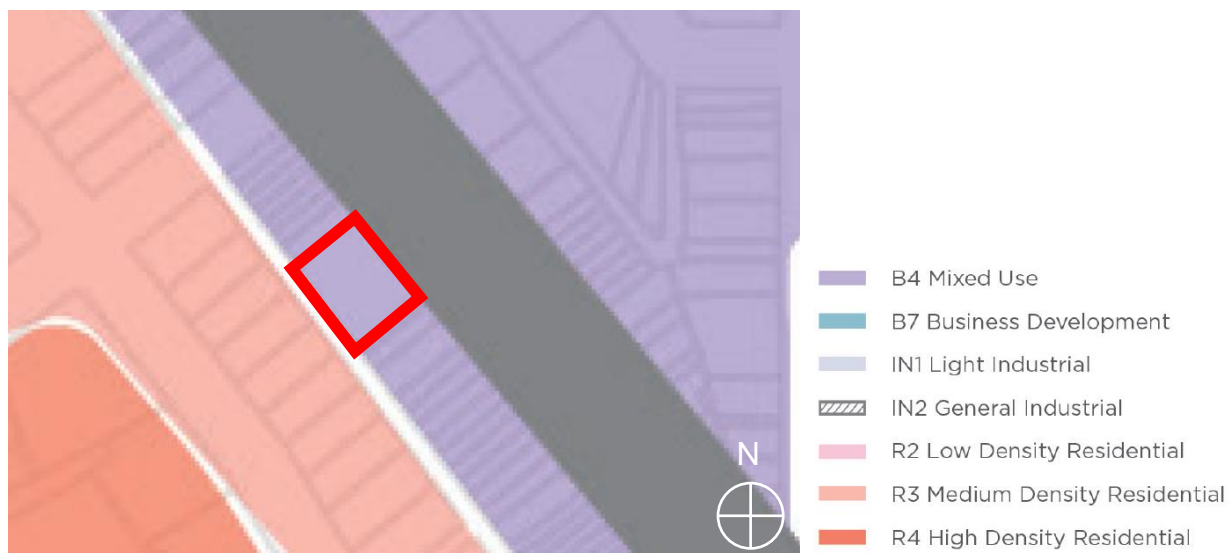 B4 Mixed Use
B7 Business Development
IN1 Light Industrial
IN2 General Industrial
R2 Low Density Residential
R3 Medium Density Residential
R4 High Density Residential
N